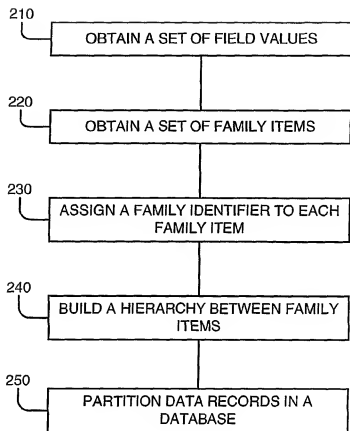 210
OBTAIN A SET OF FIELD VALUES
220
OBTAIN A SET OF FAMILY ITEMS
230
ASSIGN A FAMILY IDENTIFIER TO EACH
FAMILY ITEM
240
BUILD A HIERARCHY BETWEEN FAMILY
ITEMS
250
PARTITION DATA RECORDS IN A
DATABASE